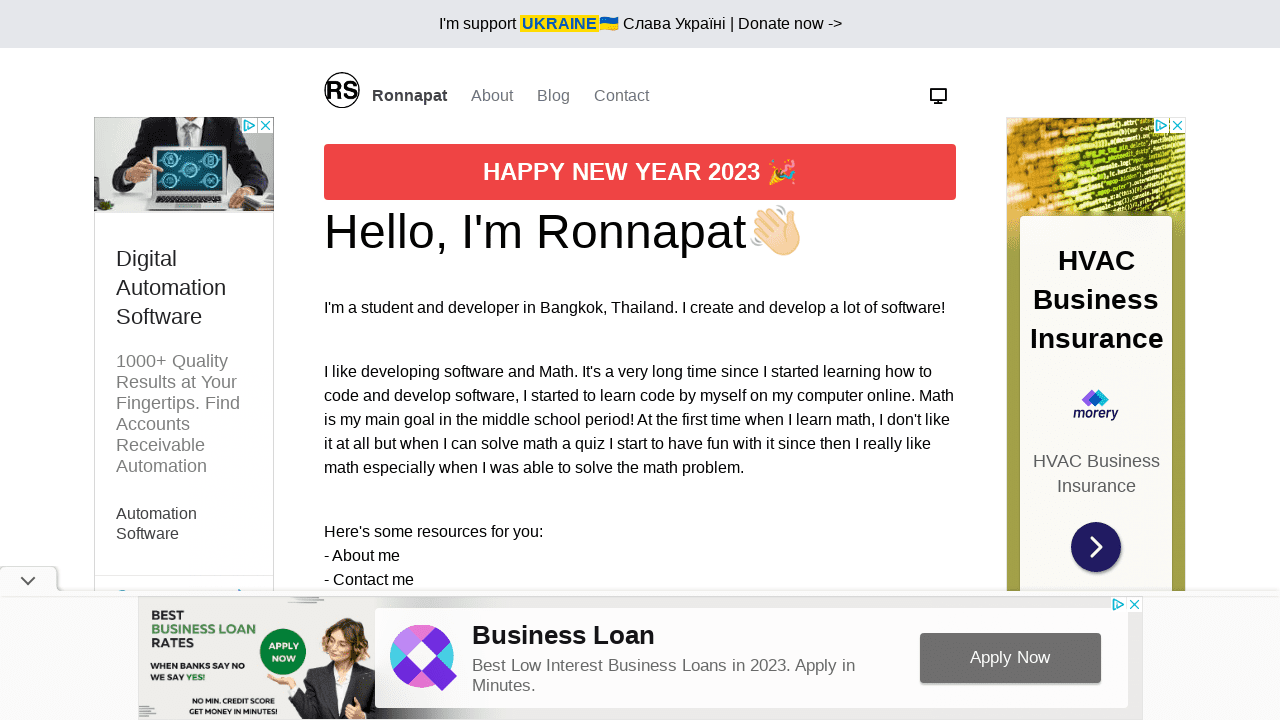 I'm support UKRAINE🇺🇦 Слава Україні | Donate now ->
RS Ronnapat About Blog Contact
HAPPY NEW YEAR 2023 🎉
Hello, I'm Ronnapat👋🏼
I'm a student and developer in Bangkok, Thailand. I create and develop a lot of software!
I like developing software and Math. It's a very long time since I started learning how to
code and develop software, I started to learn code by myself on my computer online. Math
is my main goal in the middle school period! At the first time when I learn math, I don't like
it at all but when I can solve math a quiz I start to have fun with it since then I really like
math especially when I was able to solve the math problem.
Here's some resources for you:
- About me
- Contact me
Digital
Automation
Software
1000+ Quality
Results at Your
Fingertips. Find
Accounts
Receivable
Automation
Automation
Software
HVAC
Business
Insurance
morery
HVAC Business
Insurance
BEST
BUSINESS LOAN
RATES
WHEN BANKS SAY NO
WE SAY YES!
APPLY
NOW
NO MIN. CREDIT SCORE
GET MONEY IN MINUTES!
Business Loan
Best Low Interest Business Loans in 2023. Apply in
Minutes.
Apply Now